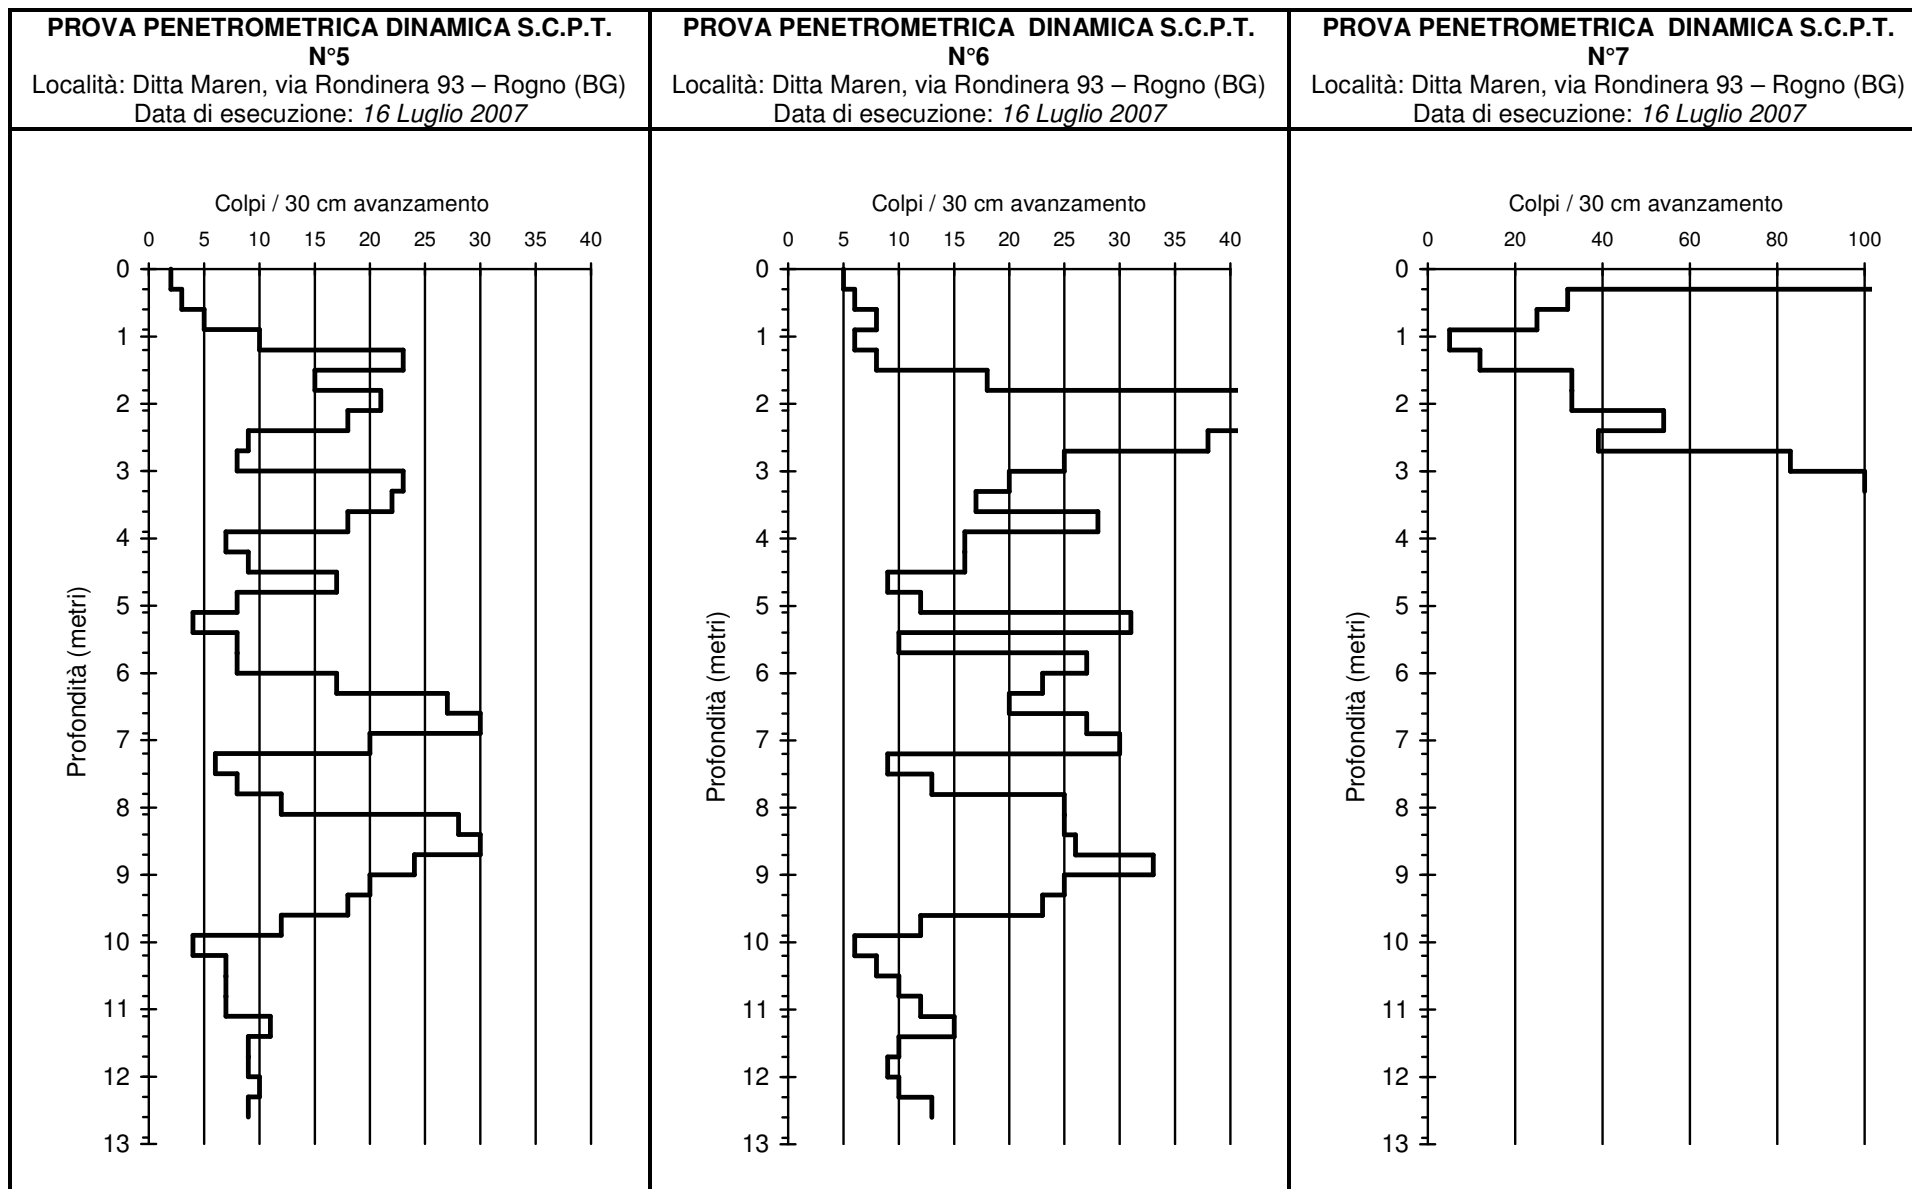 PROVA PENETROMETRICA DINAMICA S.C.P.T.
N°5
Località: Ditta Maren, via Rondinera 93 – Rogno (BG)
Data di esecuzione: 16 Luglio 2007
Colpi / 30 cm avanzamento
0 5 10 15 20 25 30 35 40
0
1
2
3
4
5
6
7
8
9
10
11
12
13
Profondità (metri)
PROVA PENETROMETRICA DINAMICA S.C.P.T.
N°6
Località: Ditta Maren, via Rondinera 93 – Rogno (BG)
Data di esecuzione: 16 Luglio 2007
Colpi / 30 cm avanzamento
0 5 10 15 20 25 30 35 40
0
1
2
3
4
5
6
7
8
9
10
11
12
13
Profondità (metri)
PROVA PENETROMETRICA DINAMICA S.C.P.T.
N°7
Località: Ditta Maren, via Rondinera 93 – Rogno (BG)
Data di esecuzione: 16 Luglio 2007
Colpi / 30 cm avanzamento
0 20 40 60 80 100
0
1
2
3
4
5
6
7
8
9
10
11
12
13
Profondità (metri)